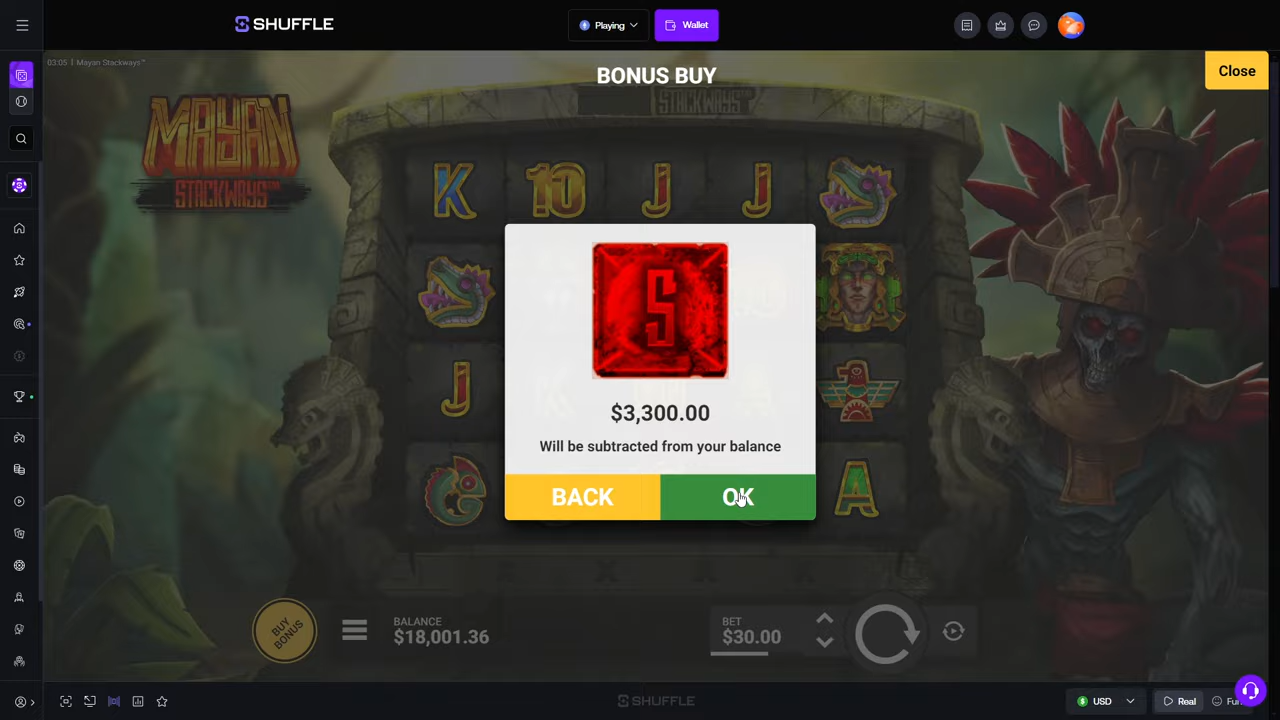 SHUFFLE
Playing
Wallet
03:05 | Mayan Stackways™
BONUS BUY
Close
STACKWAYS
MAYAN
STACKWAYS
K
10
J
J
S
J
K
A
$3,300.00
Will be subtracted from your balance
BACK
OK
BUY
BONUS
BALANCE
$18,001.36
BET
$30.00
SHUFFLE
USD
Real